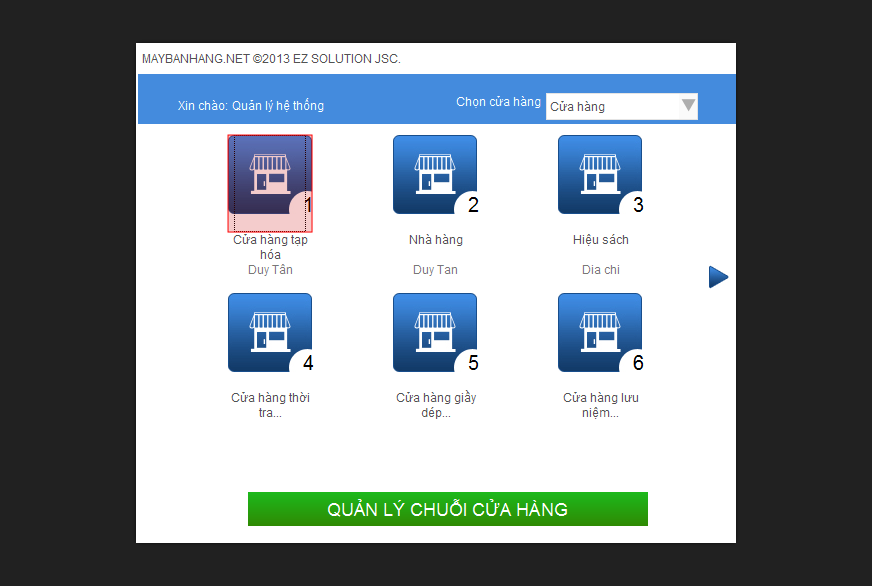 MAYBANHANG.NET ©2013 EZ SOLUTION JSC.
Xin chào: Quản lý hệ thống
Chọn cửa hàng
Cửa hàng
1
2
3
Cửa hàng tạp
hóa
Duy Tân
Nhà hàng
Duy Tan
Hiệu sách
Dia chi
4
5
6
Cửa hàng thời
tra...
Cửa hàng giầy
dép...
Cửa hàng lưu
niệm...
QUẢN LÝ CHUỖI CỬA HÀNG